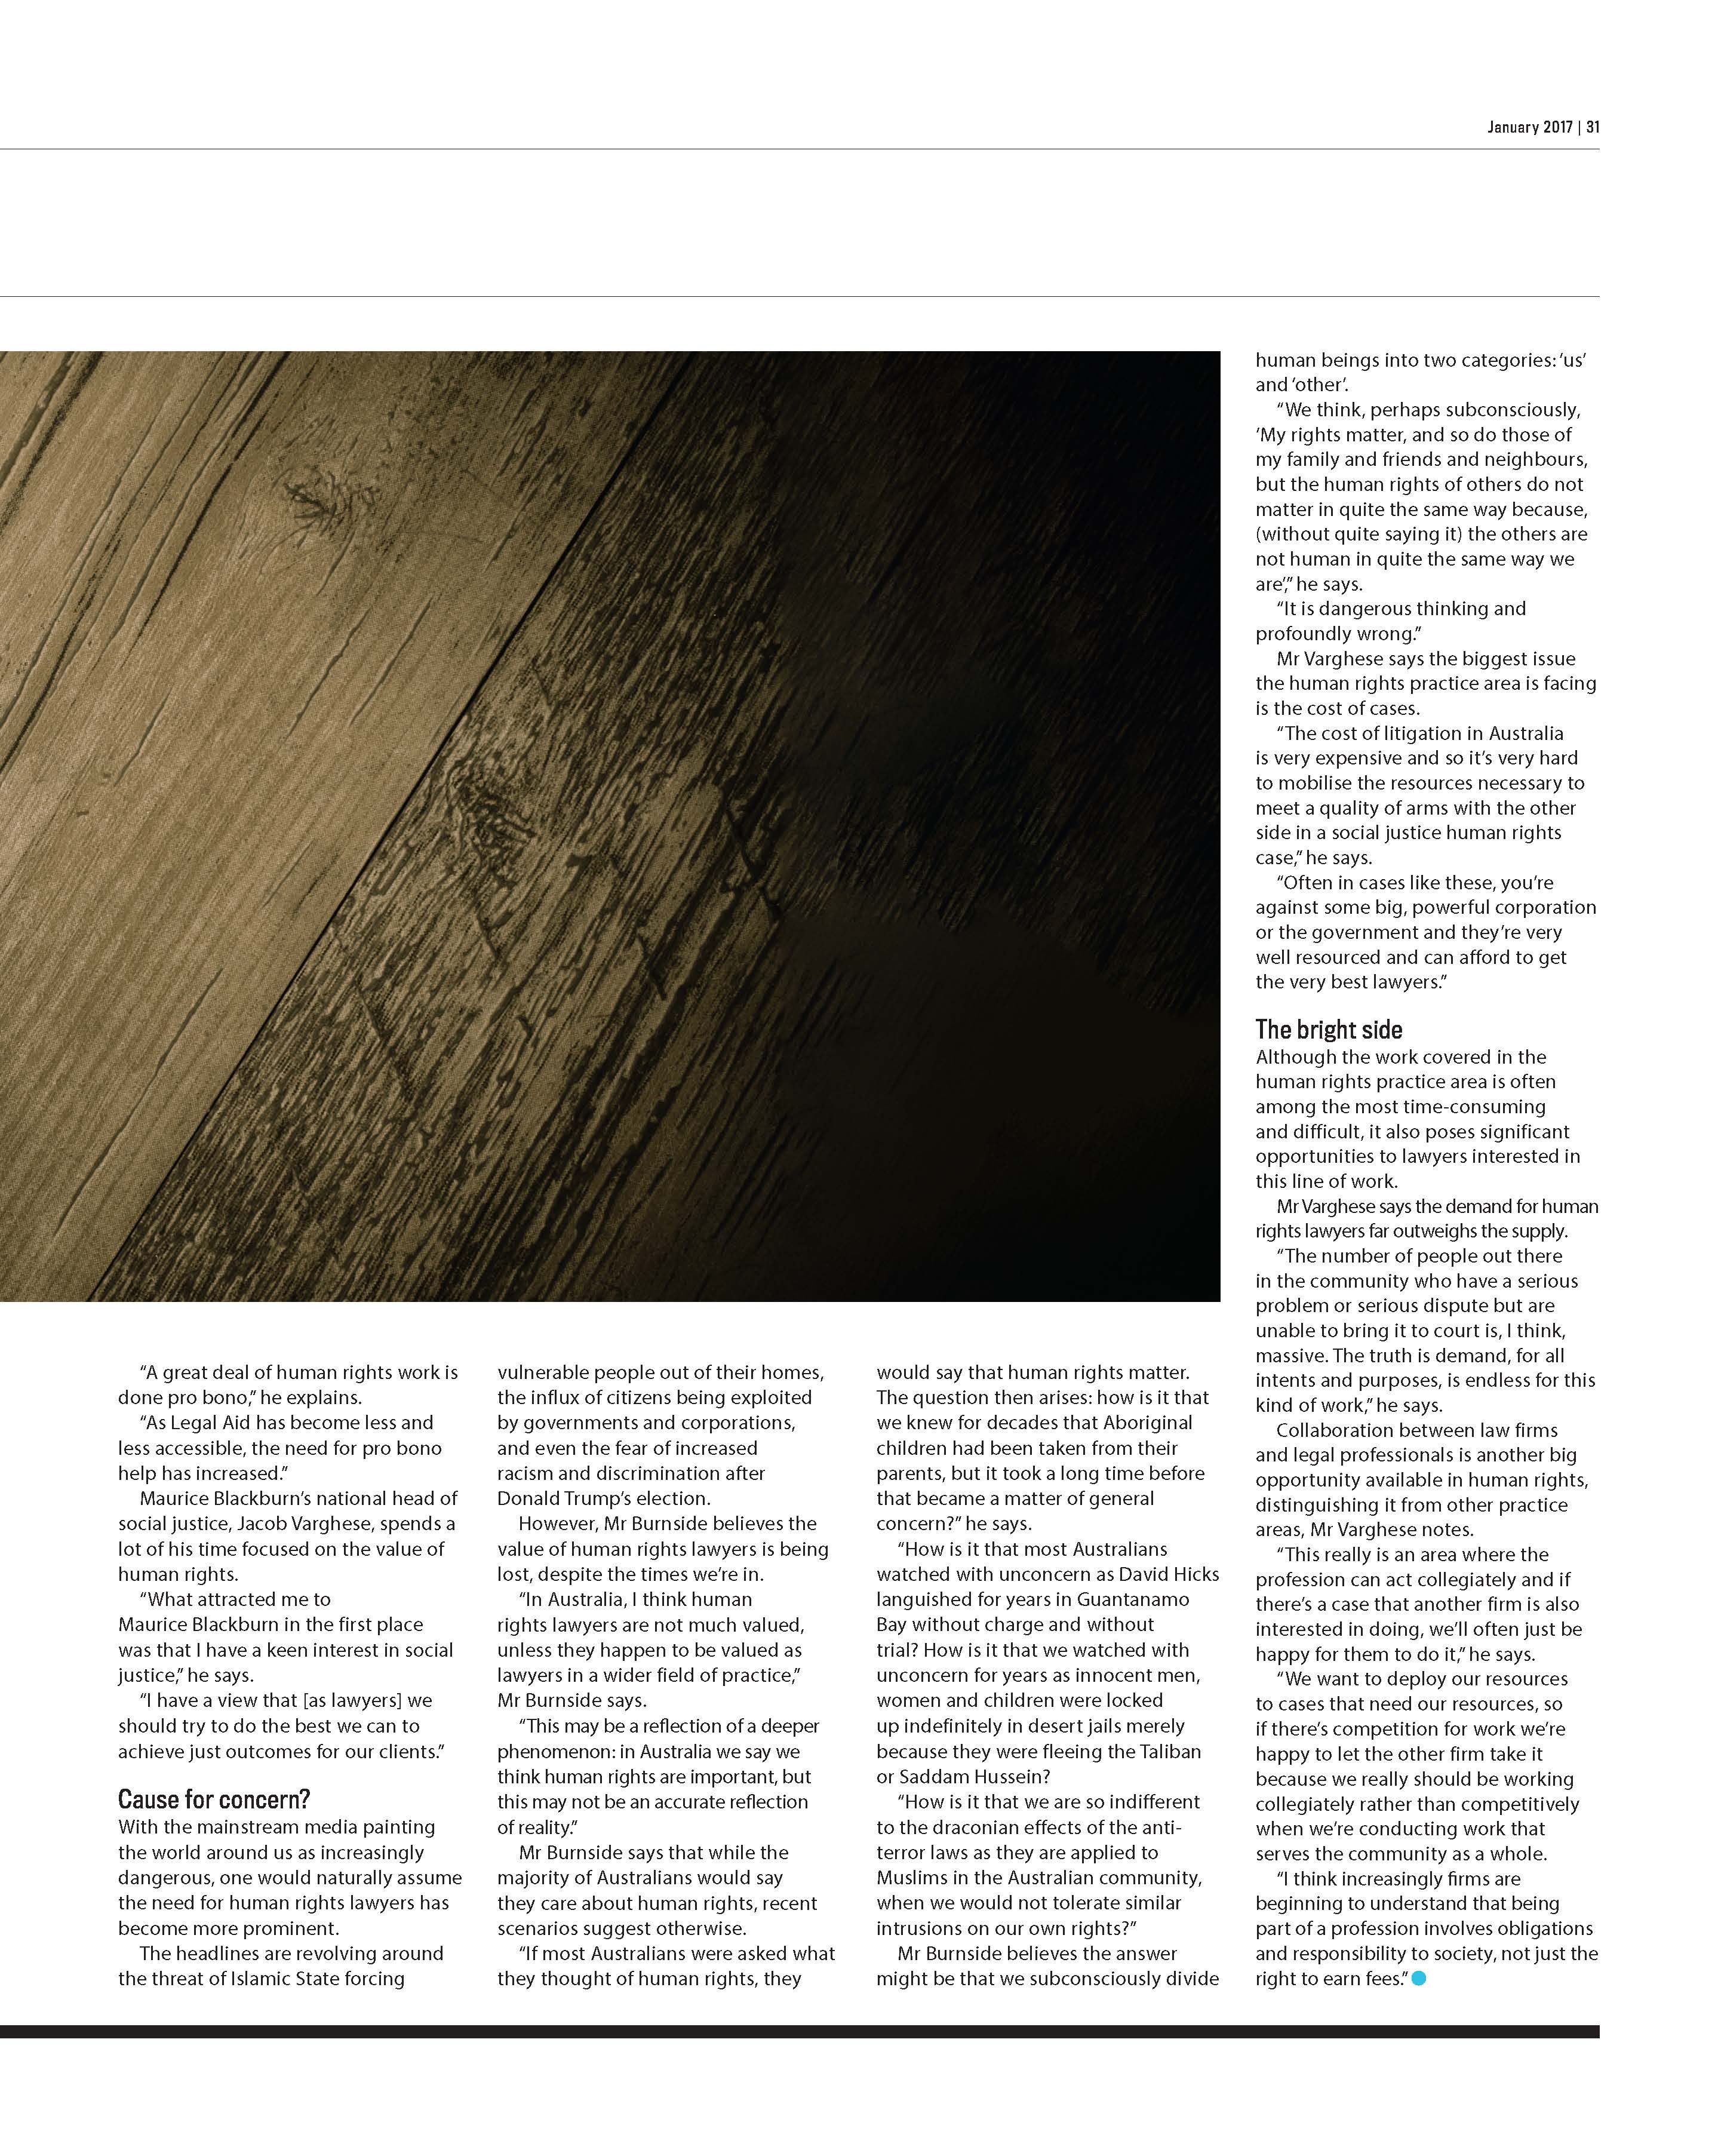 January 2017 | 31
“A great deal of human rights work is
done pro bono,” he explains.
“As Legal Aid has become less and
less accessible, the need for pro bono
help has increased.”
Maurice Blackburn’s national head of
social justice, Jacob Varghese, spends a
lot of his time focused on the value of
human rights.
“What attracted me to
Maurice Blackburn in the first place
was that I have a keen interest in social
justice,” he says.
“I have a view that [as lawyers] we
should try to do the best we can to
achieve just outcomes for our clients.”
Cause for concern?
With the mainstream media painting
the world around us as increasingly
dangerous, one would naturally assume
the need for human rights lawyers has
become more prominent.
The headlines are revolving around
the threat of Islamic State forcing
vulnerable people out of their homes,
the influx of citizens being exploited
by governments and corporations,
and even the fear of increased
racism and discrimination after
Donald Trump’s election.
However, Mr Burnside believes the
value of human rights lawyers is being
lost, despite the times we’re in.
“In Australia, I think human
rights lawyers are not much valued,
unless they happen to be valued as
lawyers in a wider field of practice,”
Mr Burnside says.
“This may be a reflection of a deeper
phenomenon: in Australia we say we
think human rights are important, but
this may not be an accurate reflection
of reality.”
Mr Burnside says that while the
majority of Australians would say
they care about human rights, recent
scenarios suggest otherwise.
“If most Australians were asked what
they thought of human rights, they
would say that human rights matter.
The question then arises: how is it that
we knew for decades that Aboriginal
children had been taken from their
parents, but it took a long time before
that became a matter of general
concern?” he says.
“How is it that most Australians
watched with unconcern as David Hicks
languished for years in Guantanamo
Bay without charge and without
trial? How is it that we watched with
unconcern for years as innocent men,
women and children were locked
up indefinitely in desert jails merely
because they were fleeing the Taliban
or Saddam Hussein?
“How is it that we are so indifferent
to the draconian effects of the anti-
terror laws as they are applied to
Muslims in the Australian community,
when we would not tolerate similar
intrusions on our own rights?”
Mr Burnside believes the answer
might be that we subconsciously divide
human beings into two categories: ‘us’
and ‘other’.
“We think, perhaps subconsciously,
‘My rights matter, and so do those of
my family and friends and neighbours,
but the human rights of others do not
matter in quite the same way because,
(without quite saying it) the others are
not human in quite the same way we
are’,” he says.
“It is dangerous thinking and
profoundly wrong.”
Mr Varghese says the biggest issue
the human rights practice area is facing
is the cost of cases.
“The cost of litigation in Australia
is very expensive and so it’s very hard
to mobilise the resources necessary to
meet a quality of arms with the other
side in a social justice human rights
case,” he says.
“Often in cases like these, you’re
against some big, powerful corporation
or the government and they’re very
well resourced and can afford to get
the very best lawyers.”
The bright side
Although the work covered in the
human rights practice area is often
among the most time-consuming
and difficult, it also poses significant
opportunities to lawyers interested in
this line of work.
Mr Varghese says the demand for human
rights lawyers far outweighs the supply.
“The number of people out there
in the community who have a serious
problem or serious dispute but are
unable to bring it to court is, I think,
massive. The truth is demand, for all
intents and purposes, is endless for this
kind of work,” he says.
Collaboration between law firms
and legal professionals is another big
opportunity available in human rights,
distinguishing it from other practice
areas, Mr Varghese notes.
“This really is an area where the
profession can act collegiately and if
there’s a case that another firm is also
interested in doing, we’ll often just be
happy for them to do it,” he says.
“We want to deploy our resources
to cases that need our resources, so
if there’s competition for work we’re
happy to let the other firm take it
because we really should be working
collegiately rather than competitively
when we’re conducting work that
serves the community as a whole.
“I think increasingly firms are
beginning to understand that being
part of a profession involves obligations
and responsibility to society, not just the
right to earn fees.”